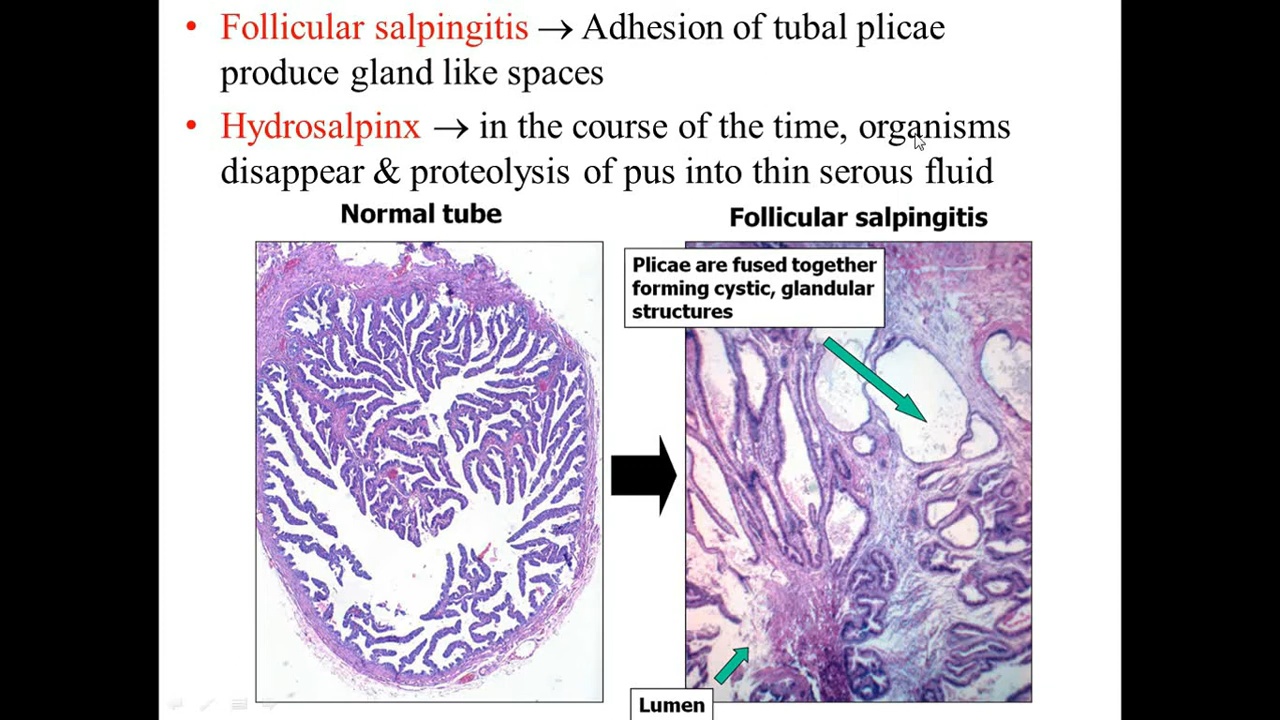 • Follicular salpingitis → Adhesion of tubal plicae
produce gland like spaces
• Hydrosalpinx → in the course of the time, organisms
disappear & proteolysis of pus into thin serous fluid
Normal tube
Follicular salpingitis
Plicae are fused together
forming cystic, glandular
structures
Lumen